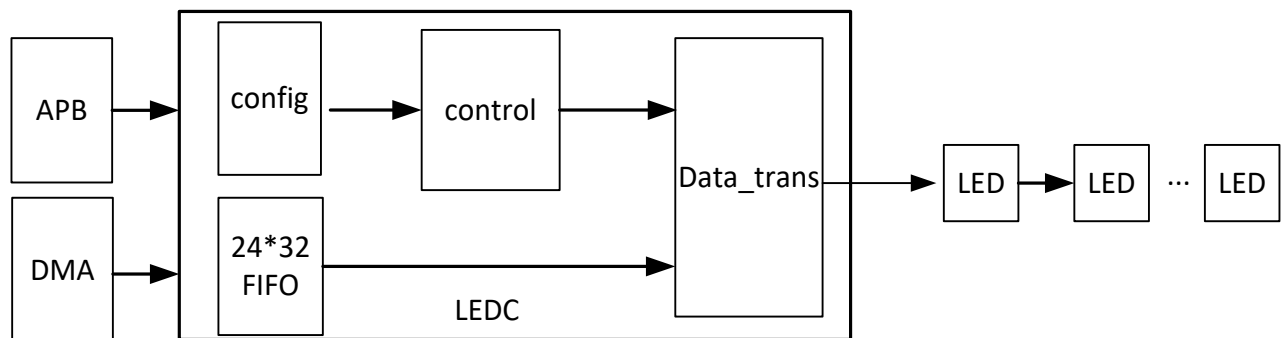 APB
config
control
Data_trans
LED
LED
...
LED
DMA
24*32
FIFO
LEDC